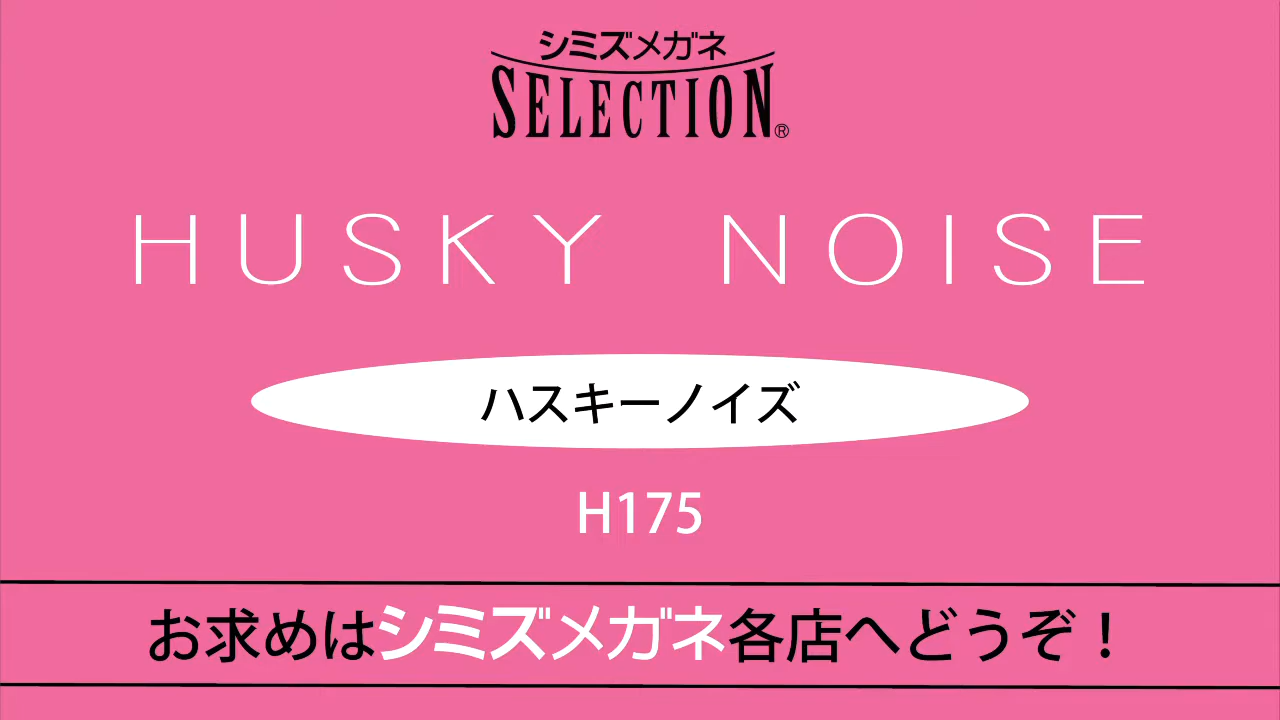 シミズメガネ
SELECTION®
HUSKY NOISE
ハスキーノイズ
H175
お求めはシミズメガネ各店へどうぞ！